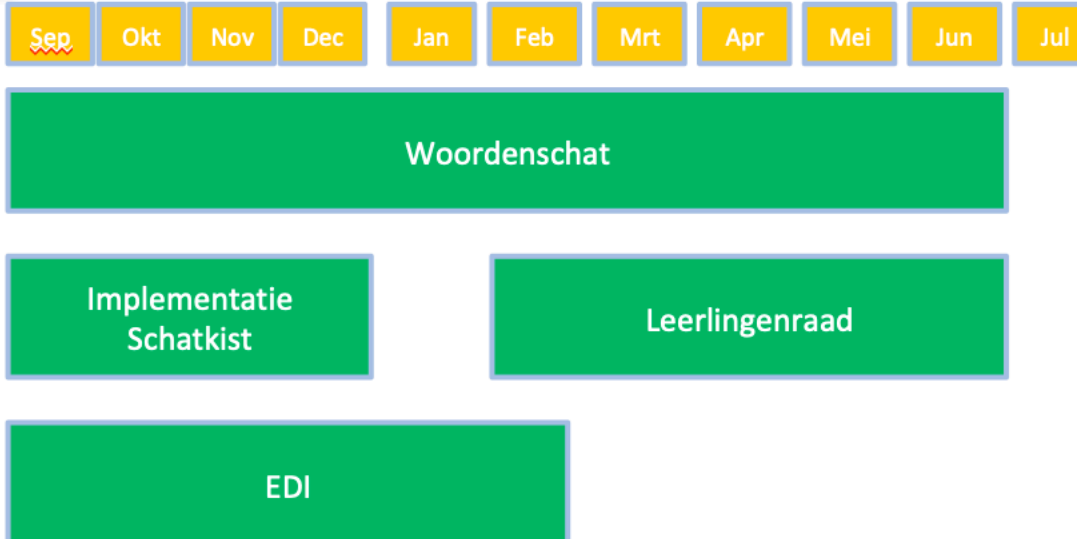 Sep Okt Nov Dec Jan Feb Mrt Apr Mei Jun Jul
Woordenschat
Implementatie
Schatkist
Leerlingenraad
EDI